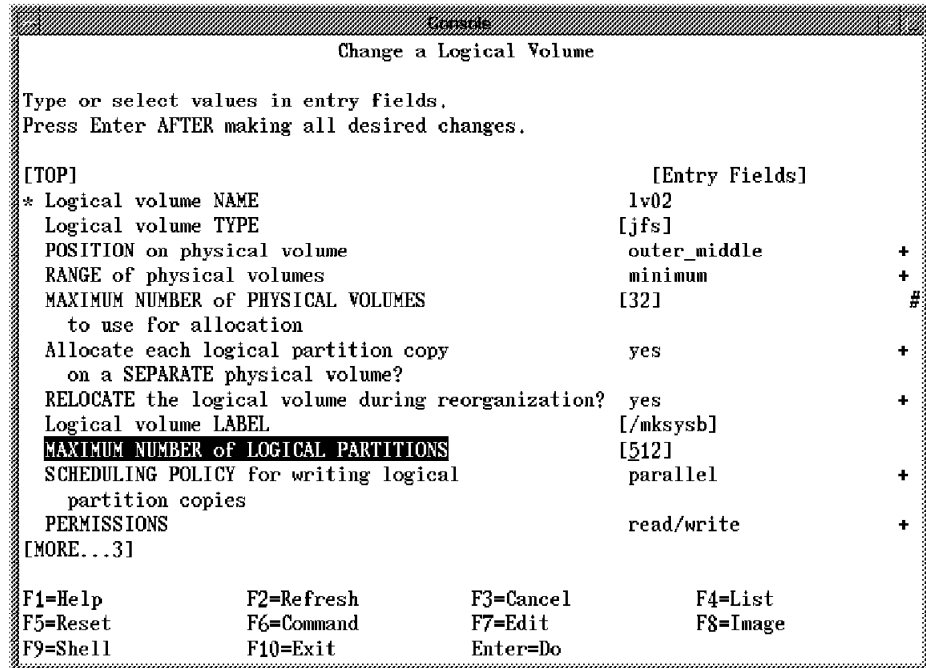 Console
Change a Logical Volume
Type or select values in entry fields.
Press Enter AFTER making all desired changes.
[TOP] [Entry Fields]
* Logical volume NAME lv02
Logical volume TYPE [jfs]
POSITION on physical volume outer_middle +
RANGE of physical volumes minimum +
MAXIMUM NUMBER of PHYSICAL VOLUMES [32] #
to use for allocation
Allocate each logical partition copy yes +
on a SEPARATE physical volume?
RELOCATE the logical volume during reorganization? yes +
Logical volume LABEL [/mksysb]
MAXIMUM NUMBER of LOGICAL PARTITIONS [512]
SCHEDULING POLICY for writing logical parallel +
partition copies
PERMISSIONS read/write +
[MORE...3]
F1=Help F2=Refresh F3=Cancel F4=List
F5=Reset F6=Command F7=Edit F8=Image
F9=Shell F10=Exit Enter=Do